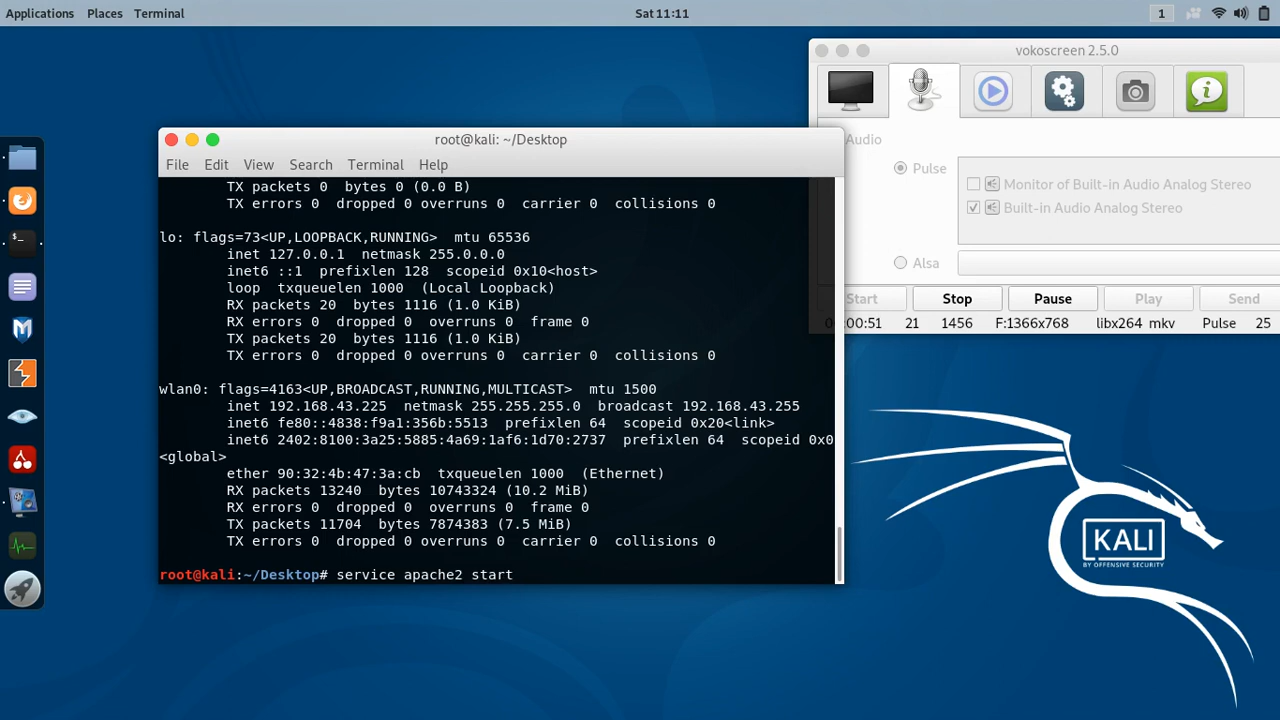 Applications Places Terminal Sat 11:11 1
vokoscreen 2.5.0
Audio
Pulse
Monitor of Built-in Audio Analog Stereo
Built-in Audio Analog Stereo
Alsa
Start Stop Pause Play Send
:00:51 21 1456 F:1366x768 libx264 mkv Pulse 25
root@kali: ~/Desktop
File Edit View Search Terminal Help
TX packets 0 bytes 0 (0.0 B)
TX errors 0 dropped 0 overruns 0 carrier 0 collisions 0
lo: flags=73<UP,LOOPBACK,RUNNING> mtu 65536
inet 127.0.0.1 netmask 255.0.0.0
inet6 ::1 prefixlen 128 scopeid 0x10<host>
loop txqueuelen 1000 (Local Loopback)
RX packets 20 bytes 1116 (1.0 KiB)
RX errors 0 dropped 0 overruns 0 frame 0
TX packets 20 bytes 1116 (1.0 KiB)
TX errors 0 dropped 0 overruns 0 carrier 0 collisions 0
wlan0: flags=4163<UP,BROADCAST,RUNNING,MULTICAST> mtu 1500
inet 192.168.43.225 netmask 255.255.255.0 broadcast 192.168.43.255
inet6 fe80::4838:f9a1:356b:5513 prefixlen 64 scopeid 0x20<link>
inet6 2402:8100:3a25:5885:4a69:1af6:1d70:2737 prefixlen 64 scopeid 0x0
<global>
ether 90:32:4b:47:3a:cb txqueuelen 1000 (Ethernet)
RX packets 13240 bytes 10743324 (10.2 MiB)
RX errors 0 dropped 0 overruns 0 frame 0
TX packets 11704 bytes 7874383 (7.5 MiB)
TX errors 0 dropped 0 overruns 0 carrier 0 collisions 0
root@kali:~/Desktop# service apache2 start
KALI
BY OFFENSIVE SECURITY